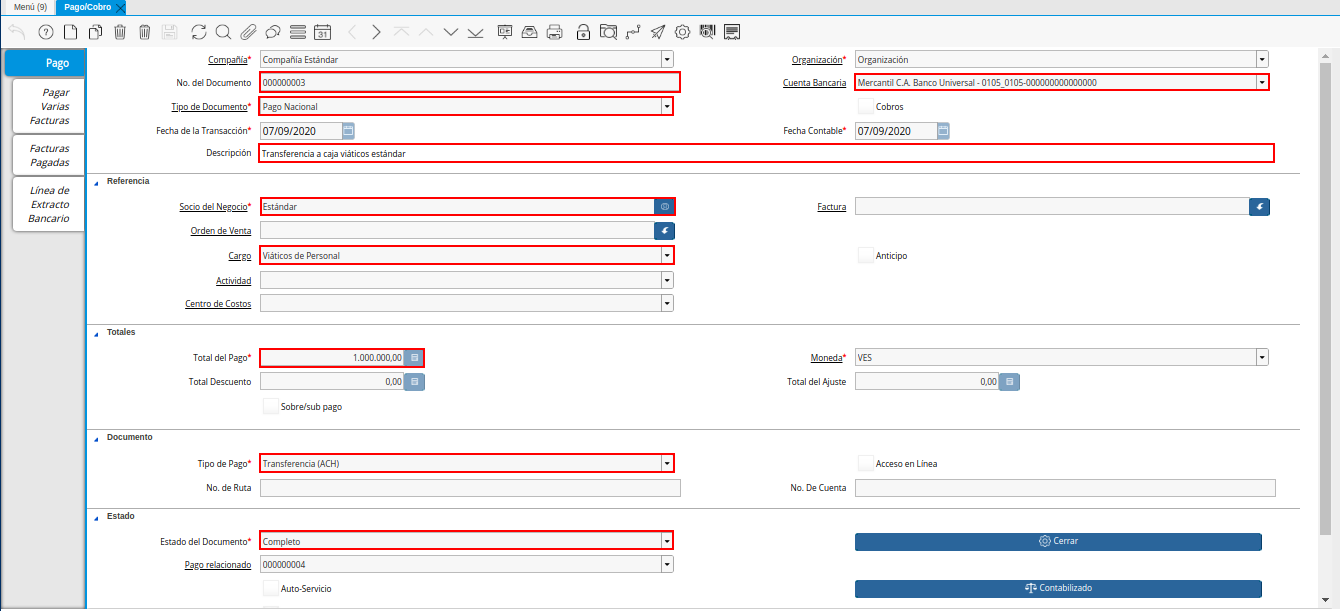 Menú (9)
Pago/Cobro
31
Pago
Pagar
Varias
Facturas
Facturas
Pagadas
Línea de
Extracto
Bancario
Compañía* Compañía Estándar
Organización* Organización
No. del Documento 000000003
Cuenta Bancaria Mercantil C.A. Banco Universal - 0105_0105-000000000000000
Tipo de Documento* Pago Nacional
Cobros
Fecha de la Transacción* 07/09/2020
Fecha Contable* 07/09/2020
Descripción Transferencia a caja viáticos estándar
Referencia
Socio del Negocio* Estándar
Factura
Orden de Venta
Cargo Viáticos de Personal
Anticipo
Actividad
Centro de Costos
Totales
Total del Pago* 1.000.000,00
Moneda* VES
Total Descuento 0,00
Total del Ajuste 0,00
Sobre/sub pago
Documento
Tipo de Pago* Transferencia (ACH)
Acceso en Línea
No. de Ruta
No. De Cuenta
Estado
Estado del Documento* Completo
Cerrar
Pago relacionado 000000004
Auto-Servicio
Contabilizado